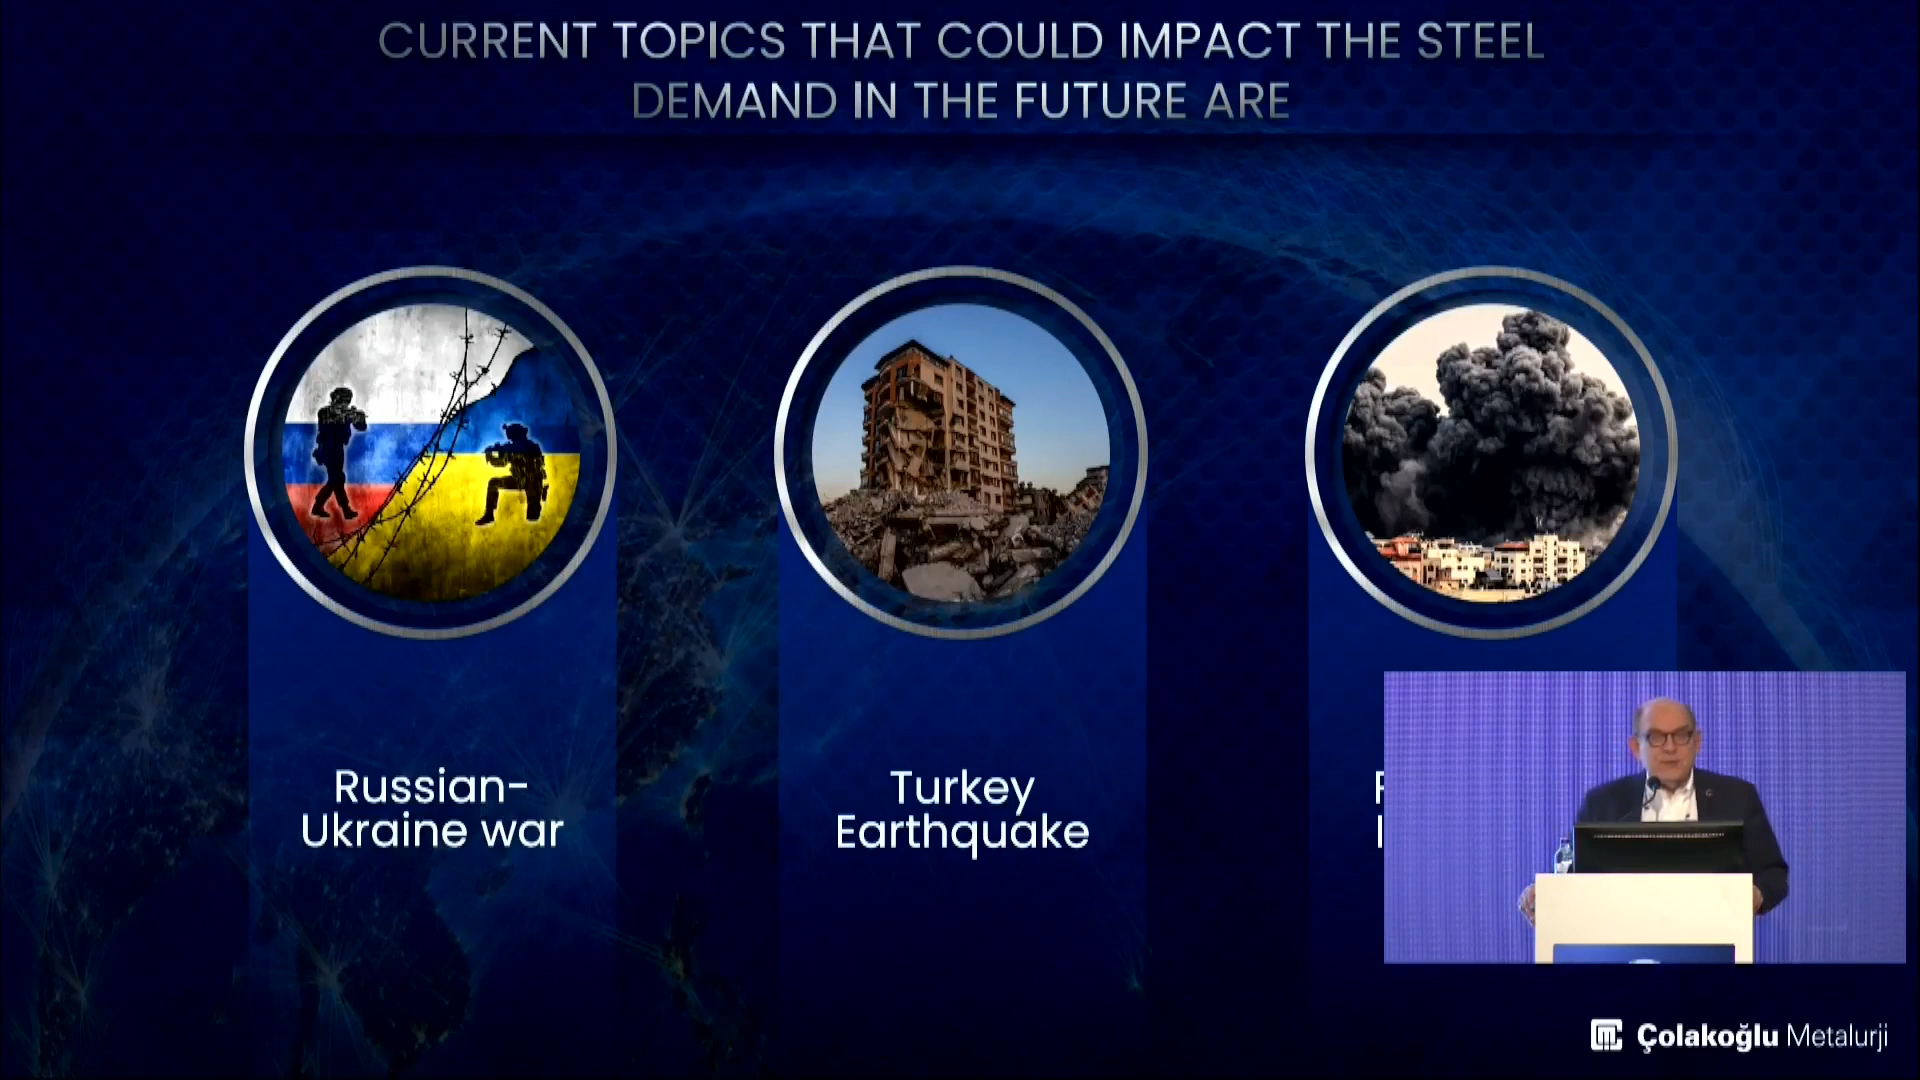 CURRENT TOPICS THAT COULD IMPACT THE STEEL
DEMAND IN THE FUTURE ARE
Russian-
Ukraine war
Turkey
Earthquake
Çolakoğlu Metalurji